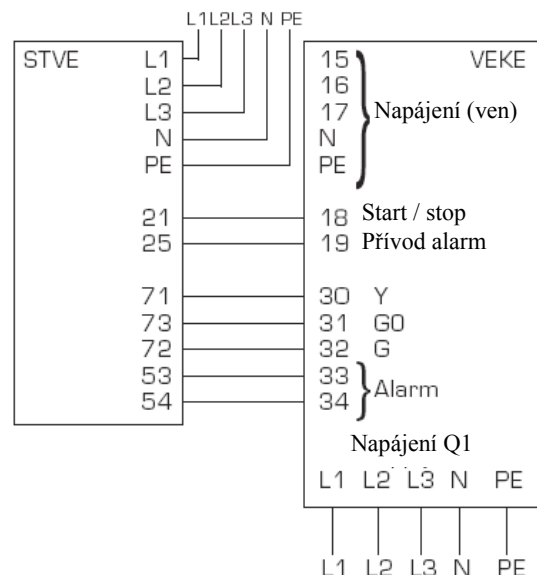 L1 L2 L3 N PE
STVE L1 15 VEKE
L2 16
L3 17 Napájení (ven)
N N
PE PE
21 18 Start / stop
25 19 Přívod alarm
71 30 Y
73 31 G0
72 32 G
53 33
Alarm
54 34
Napájení Q1
L1 L2 L3 N PE
L1 L2 L3 N PE